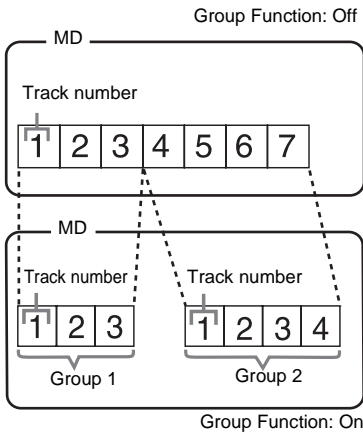 Group Function: Off
MD
Track number
1 2 3 4 5 6 7
MD
Track number Track number
1 2 3 1 2 3 4
Group 1 Group 2
Group Function: On